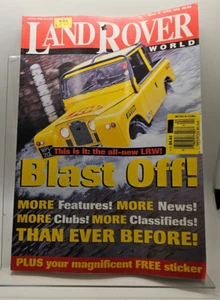 LAND ROVER
WORLD
This is it: the all-new LRW!
Blast Off!
MORE Features! MORE News!
MORE Clubs! MORE Classifieds!
THAN EVER BEFORE!
PLUS your magnificent FREE sticker